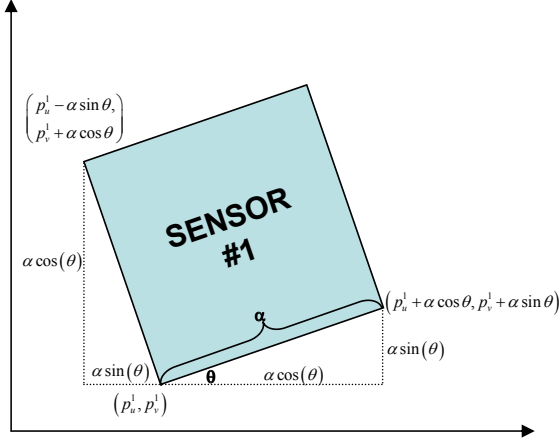 (p_u^1 − α sin θ,
p_v^1 + α cos θ)
SENSOR
#1
α cos(θ)
α
(p_u^1 + α cos θ, p_v^1 + α sin θ)
α sin(θ)
α sin(θ)
θ
α cos(θ)
(p_u^1, p_v^1)